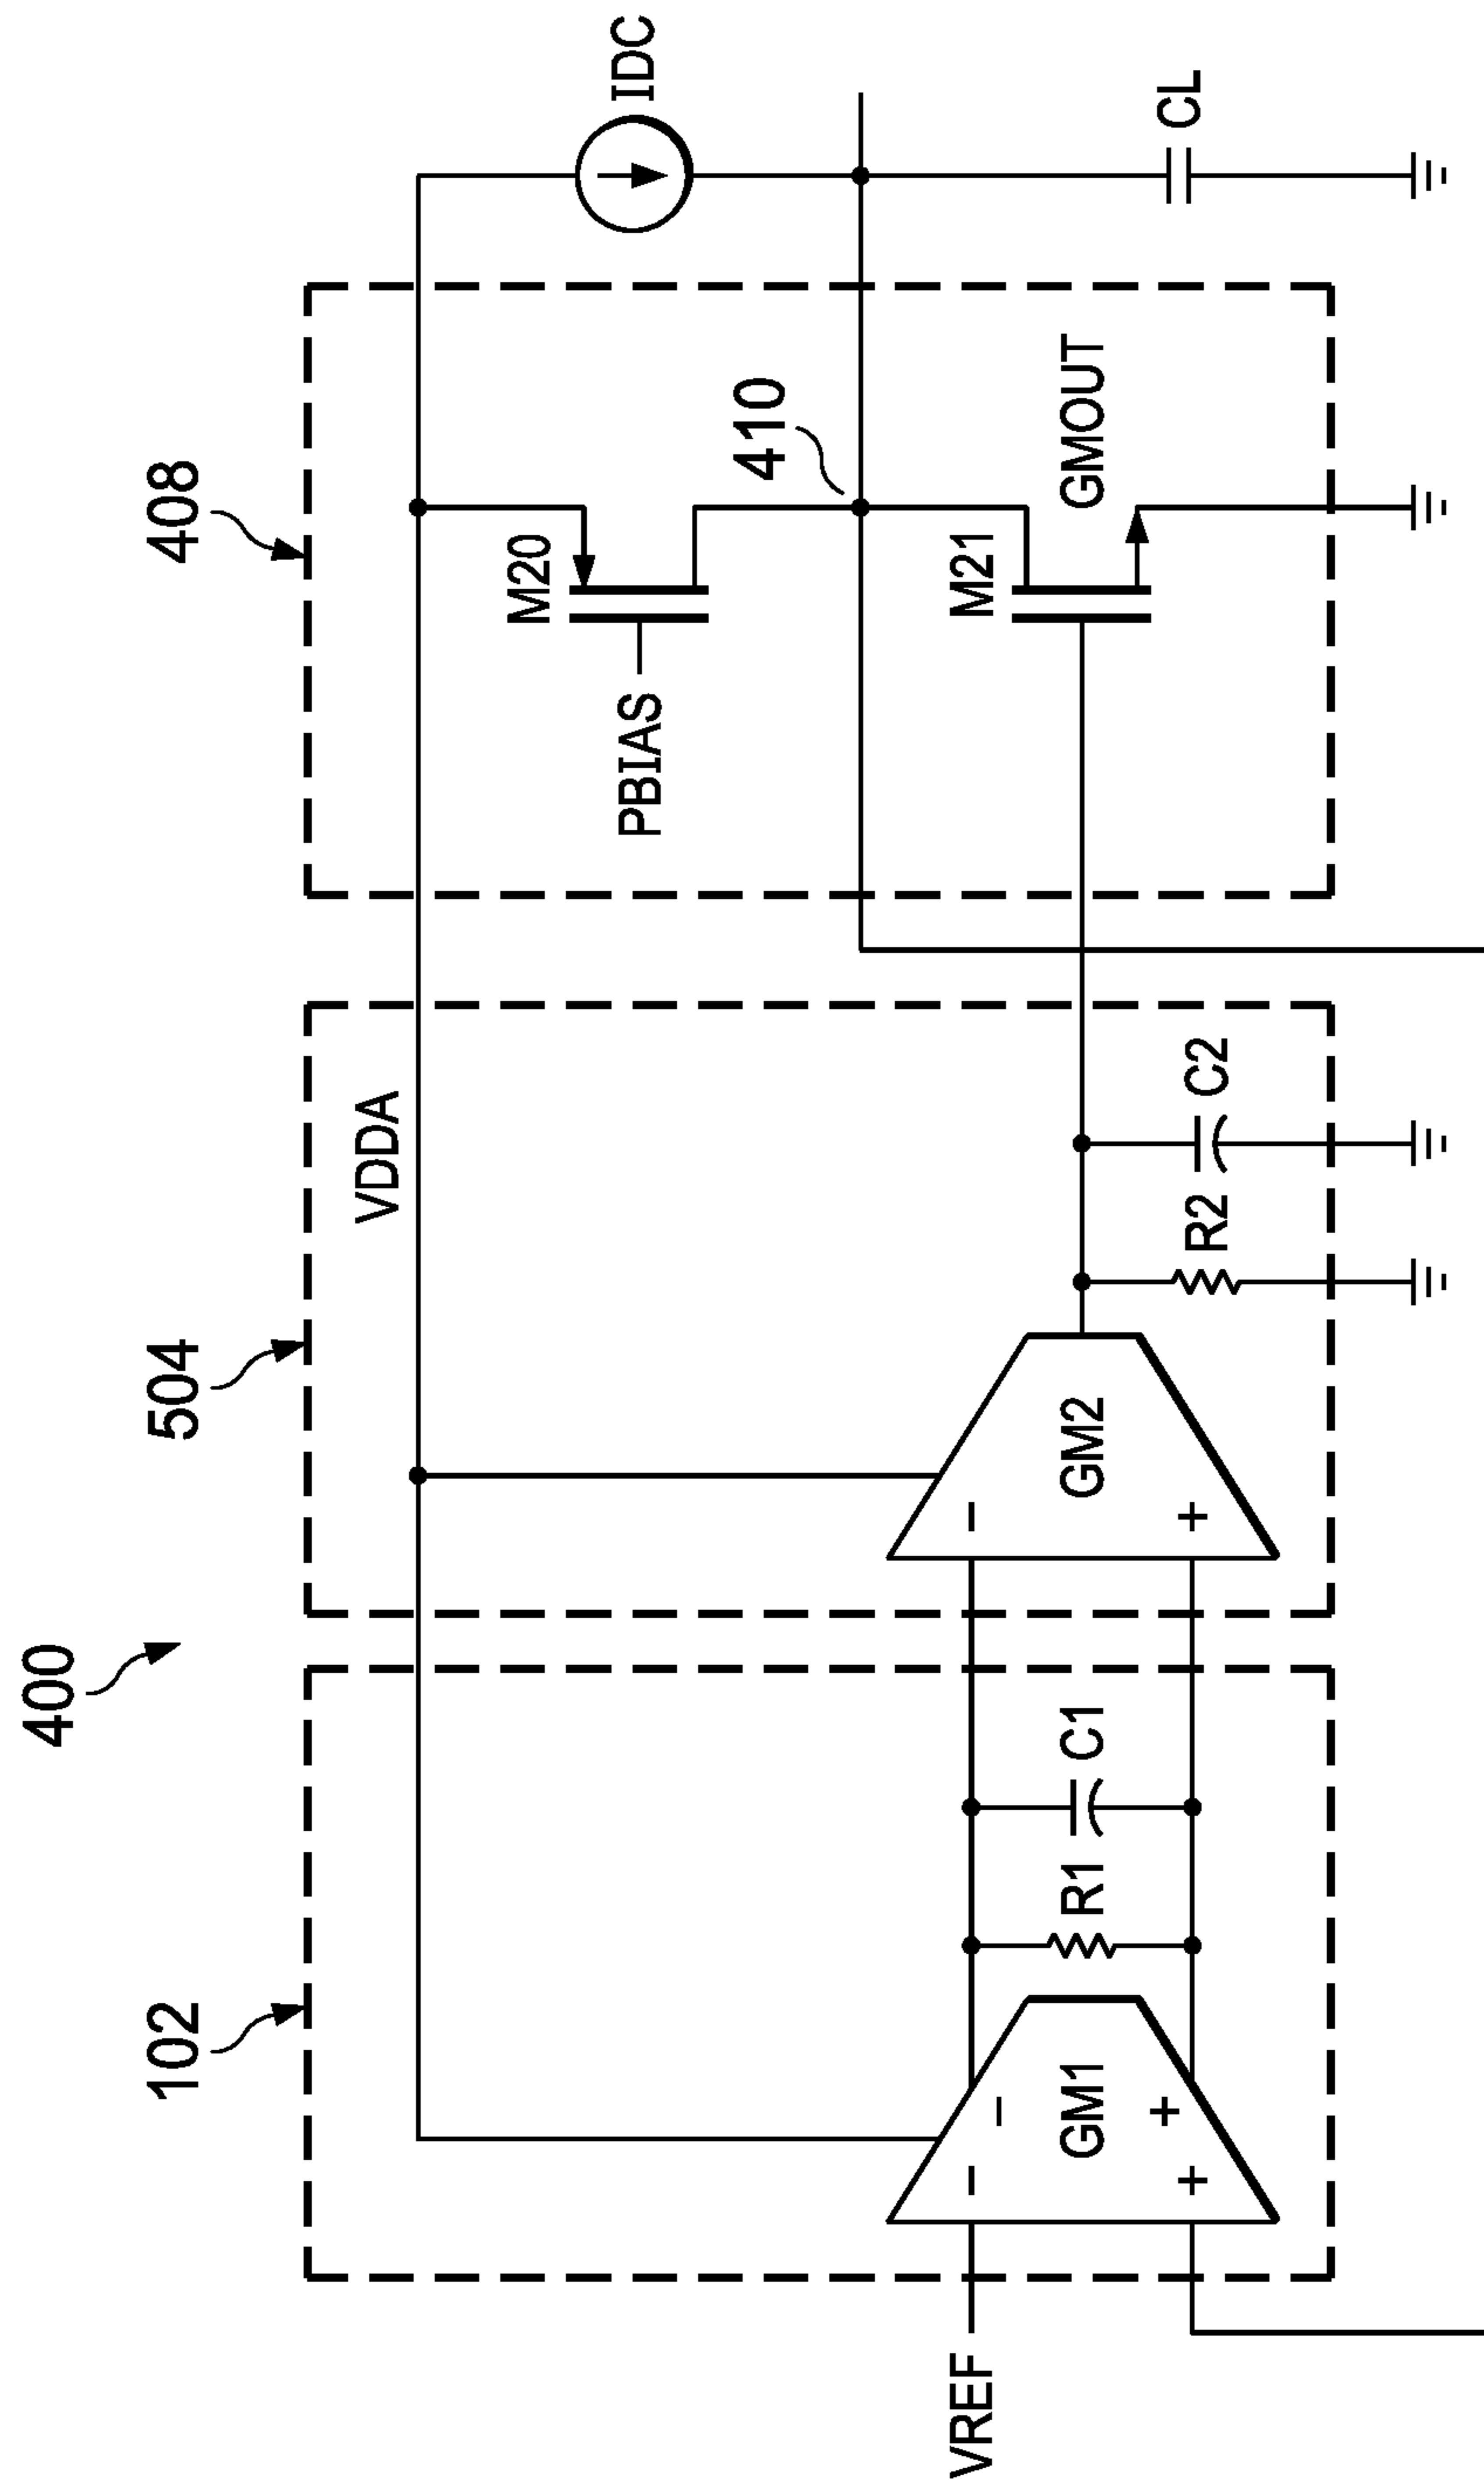 400
102
504
408
VDDA
IDC
M20
PBIAS
410
VREF
- -
GM1
+ +
R1
C1
-
GM2
+
R2
C2
M21
GMOUT
CL